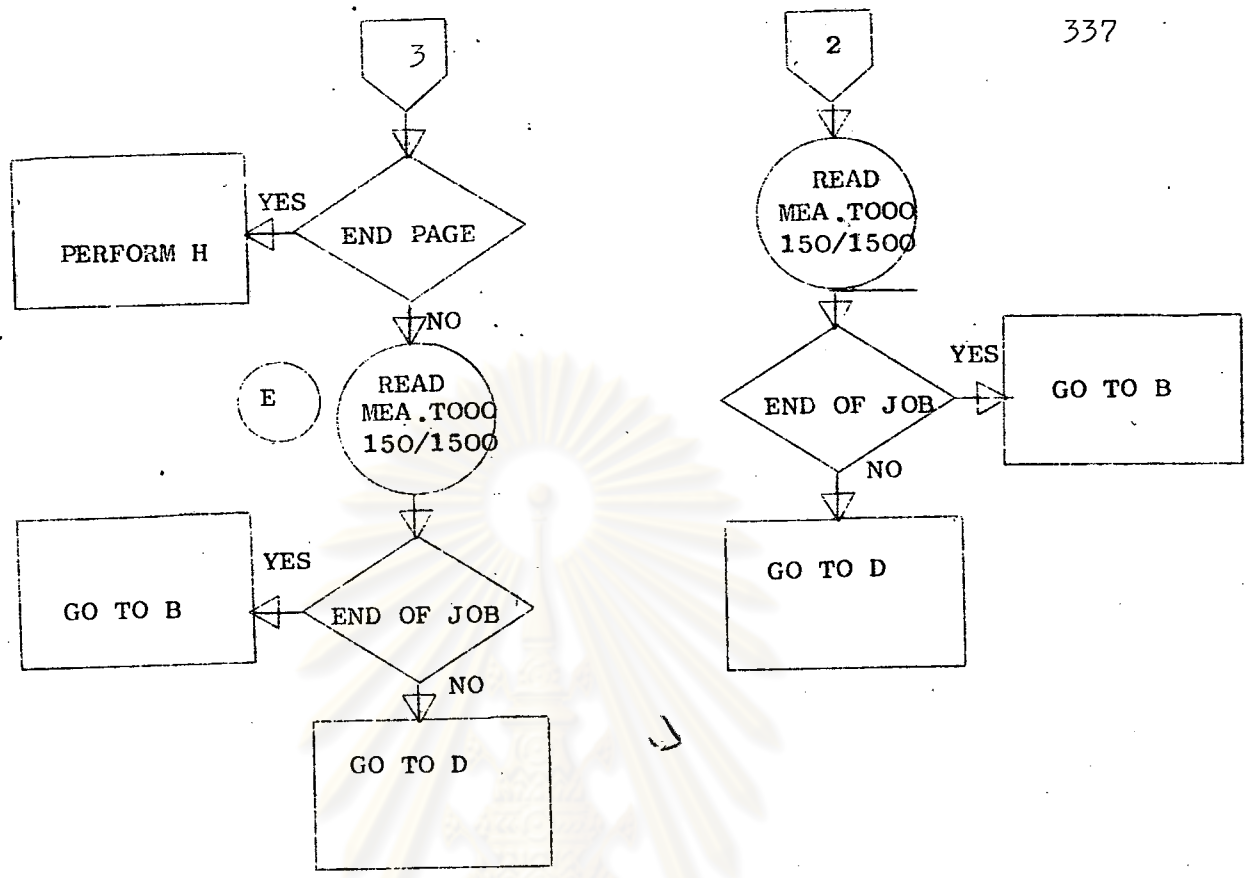 337
3
YES
END PAGE
PERFORM H
NO
E
READ
MEA.TOOO
150/1500
YES
END OF JOB
GO TO B
NO
GO TO D
2
READ
MEA.TOOO
150/1500
YES
END OF JOB
GO TO B
NO
GO TO D